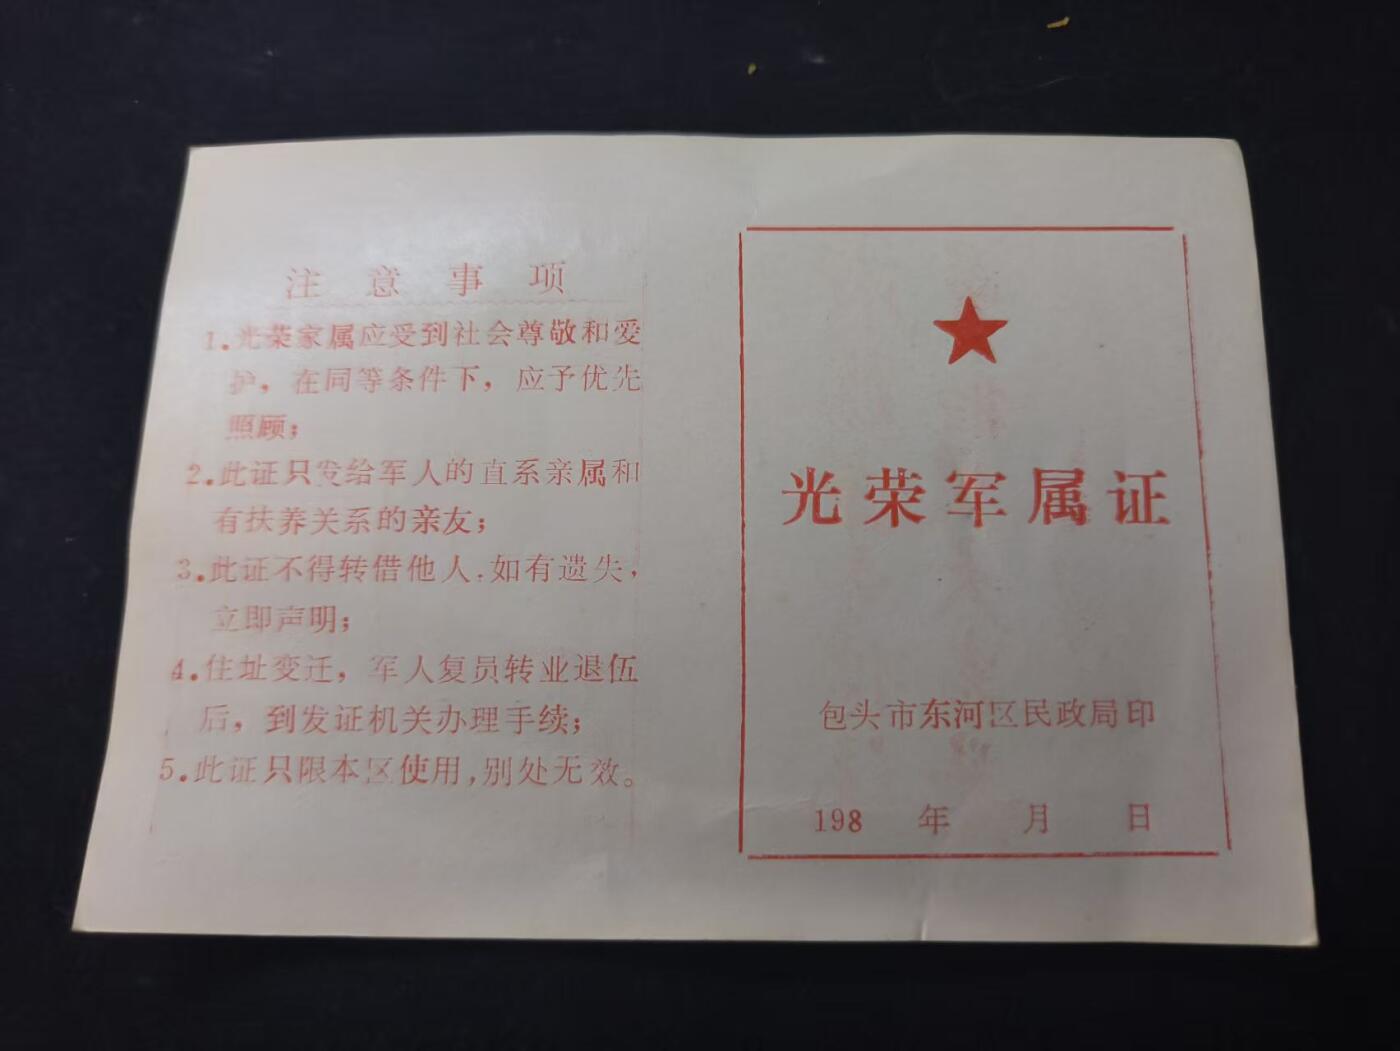 注意事项
1.光荣家属应受到社会尊敬和爱
护，在同等条件下，应予优先
照顾；
2.此证只发给军人的直系亲属和
有扶养关系的亲友；
3.此证不得转借他人.如有遗失，
立即声明；
4.住址变迁，军人复员转业退伍
后，到发证机关办理手续；
5.此证只限本区使用，别处无效。
光荣军属证
包头市东河区民政局印
198 年 月 日